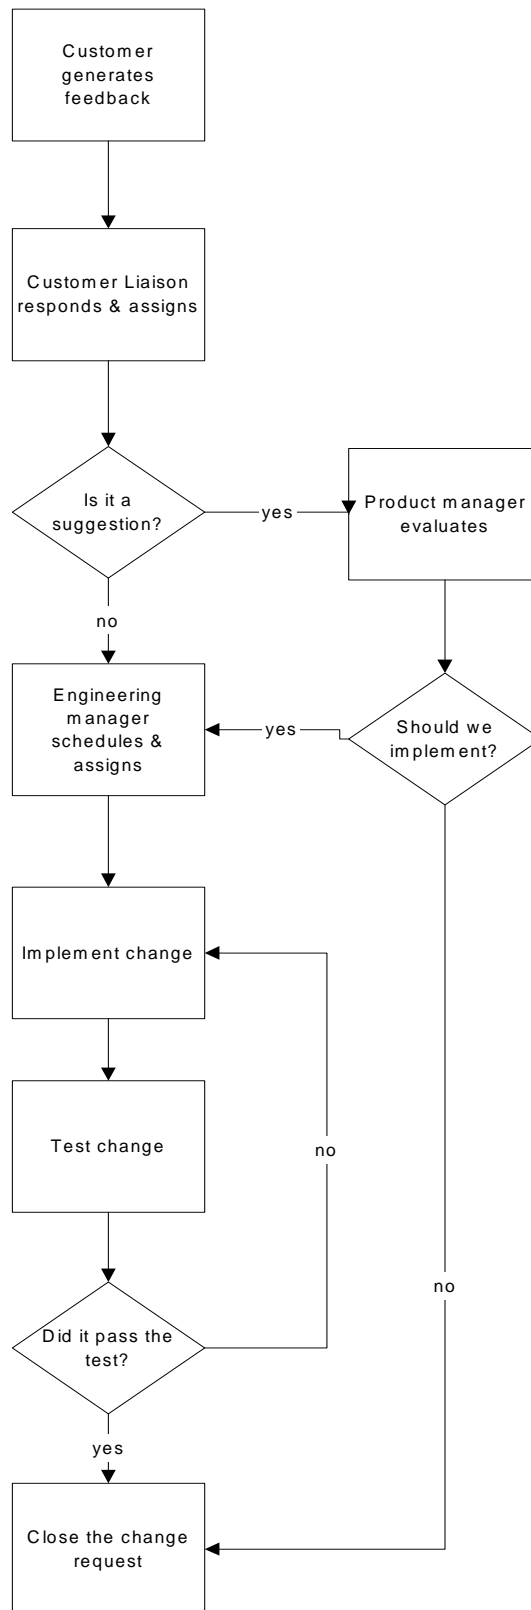 Customer
generates
feedback
Customer Liaison
responds & assigns
Is it a
suggestion?
yes
Product manager
evaluates
no
Engineering
manager
schedules &
assigns
yes
Should we
implement?
Implement change
Test change
no
no
Did it pass the
test?
yes
Close the change
request